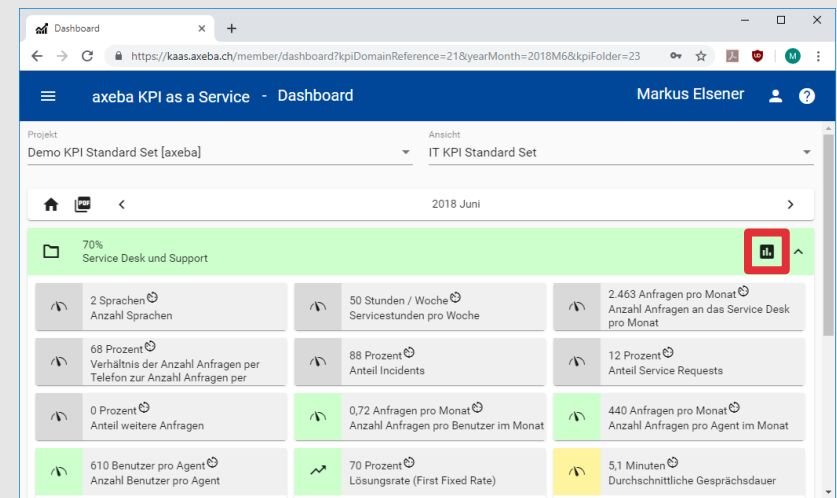 Dashboard
https://kaas.axeba.ch/member/dashboard?kpiDomainReference=21&yearMonth=2018M6&kpiFolder=23
M
axeba KPI as a Service - Dashboard
Markus Elsener
Projekt
Demo KPI Standard Set [axeba]
Ansicht
IT KPI Standard Set
PDF
2018 Juni
70%
Service Desk und Support
2 Sprachen
Anzahl Sprachen
50 Stunden / Woche
Servicestunden pro Woche
2.463 Anfragen pro Monat
Anzahl Anfragen an das Service Desk
pro Monat
68 Prozent
Verhältnis der Anzahl Anfragen per
Telefon zur Anzahl Anfragen per
88 Prozent
Anteil Incidents
12 Prozent
Anteil Service Requests
0 Prozent
Anteil weitere Anfragen
0,72 Anfragen pro Monat
Anzahl Anfragen pro Benutzer im Monat
440 Anfragen pro Monat
Anzahl Anfragen pro Agent im Monat
610 Benutzer pro Agent
Anzahl Benutzer pro Agent
70 Prozent
Lösungsrate (First Fixed Rate)
5,1 Minuten
Durchschnittliche Gesprächsdauer